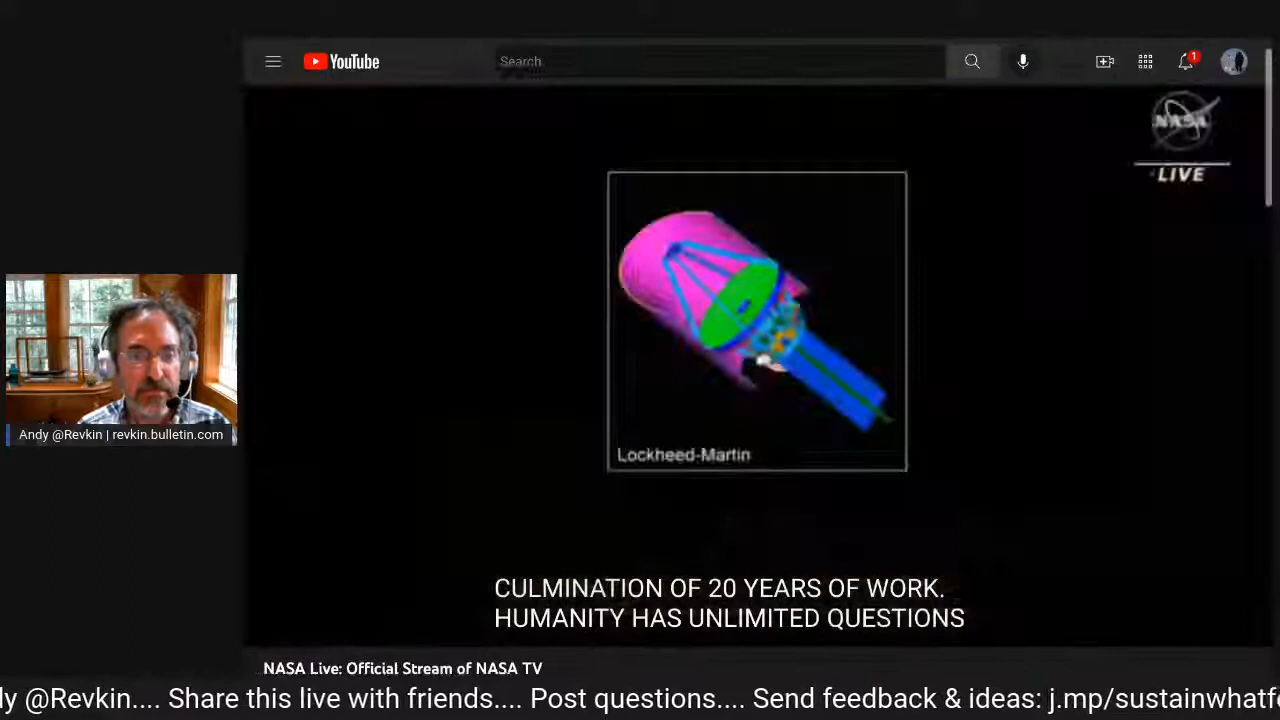 YouTube
Search
1
NASA
LIVE
Andy @Revkin | revkin.bulletin.com
Lockheed-Martin
CULMINATION OF 20 YEARS OF WORK.
HUMANITY HAS UNLIMITED QUESTIONS
NASA Live: Official Stream of NASA TV
dy @Revkin.... Share this live with friends.... Post questions.... Send feedback & ideas: j.mp/sustainwhatf